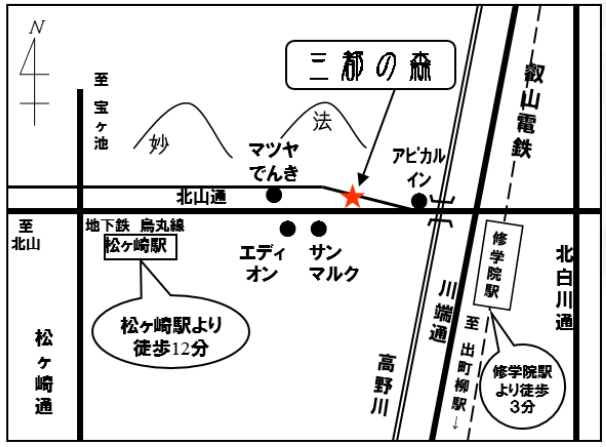 N
至
宝
ヶ
池
三都の森
叡山電鉄
妙
法
マツヤ
でんき
アピカル
イン
北山通
至
北山
地下鉄 烏丸線
松ヶ崎駅
エディ
オン
サン
マルク
修学院駅
北白川通
川端通
松ヶ崎駅より
徒歩12分
松ヶ崎通
高野川
至 出町柳駅→
修学院駅
より徒歩
3分